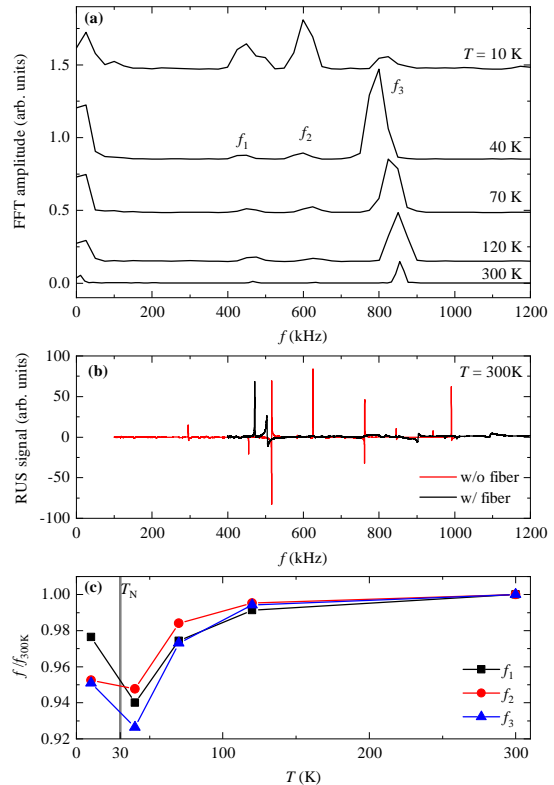 (a)
T = 10 K
f3
f1
f2
40 K
70 K
120 K
300 K
0.0
0.5
1.0
1.5
FFT amplitude (arb. units)
0 200 400 600 800 1000 1200
f (kHz)
(b)
T = 300K
100
50
0
-50
-100
RUS signal (arb. units)
w/o fiber
w/ fiber
0 200 400 600 800 1000 1200
f (kHz)
(c)
TN
1.00
0.98
0.96
0.94
0.92
f /f300K
f1
f2
f3
0 30 100 200 300
T (K)